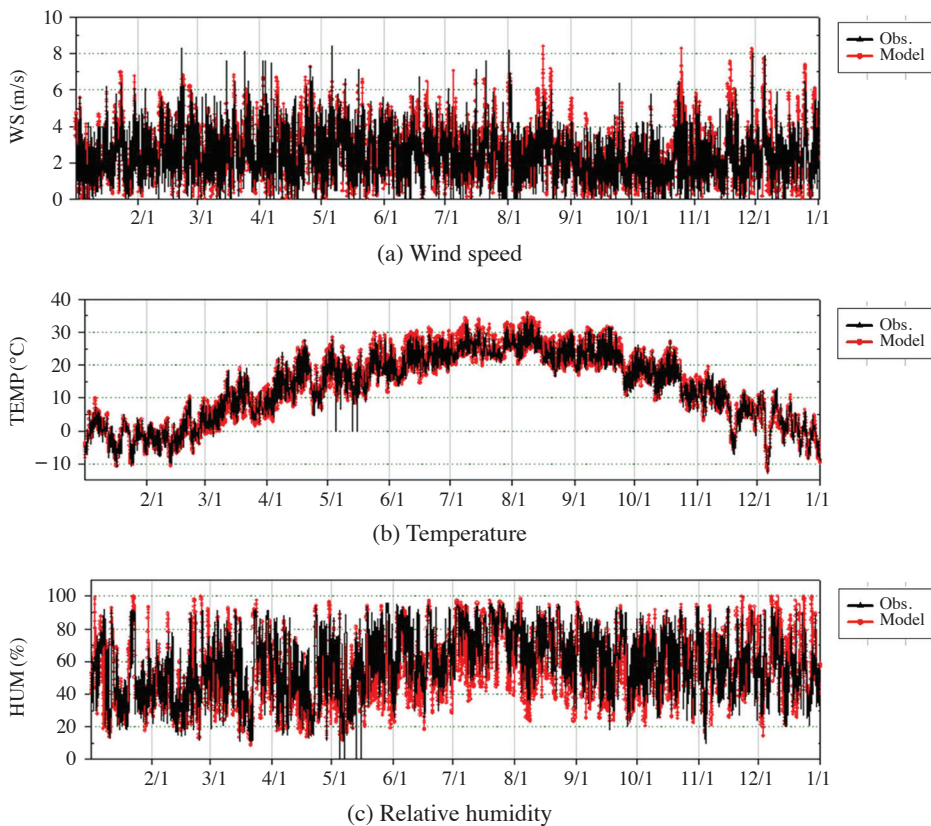 10
8
6
4
2
0
WS (m/s)
2/1 3/1 4/1 5/1 6/1 7/1 8/1 9/1 10/1 11/1 12/1 1/1
Obs.
Model
(a) Wind speed
40
30
20
10
0
−10
TEMP (°C)
2/1 3/1 4/1 5/1 6/1 7/1 8/1 9/1 10/1 11/1 12/1 1/1
Obs.
Model
(b) Temperature
100
80
60
40
20
0
HUM (%)
2/1 3/1 4/1 5/1 6/1 7/1 8/1 9/1 10/1 11/1 12/1 1/1
Obs.
Model
(c) Relative humidity